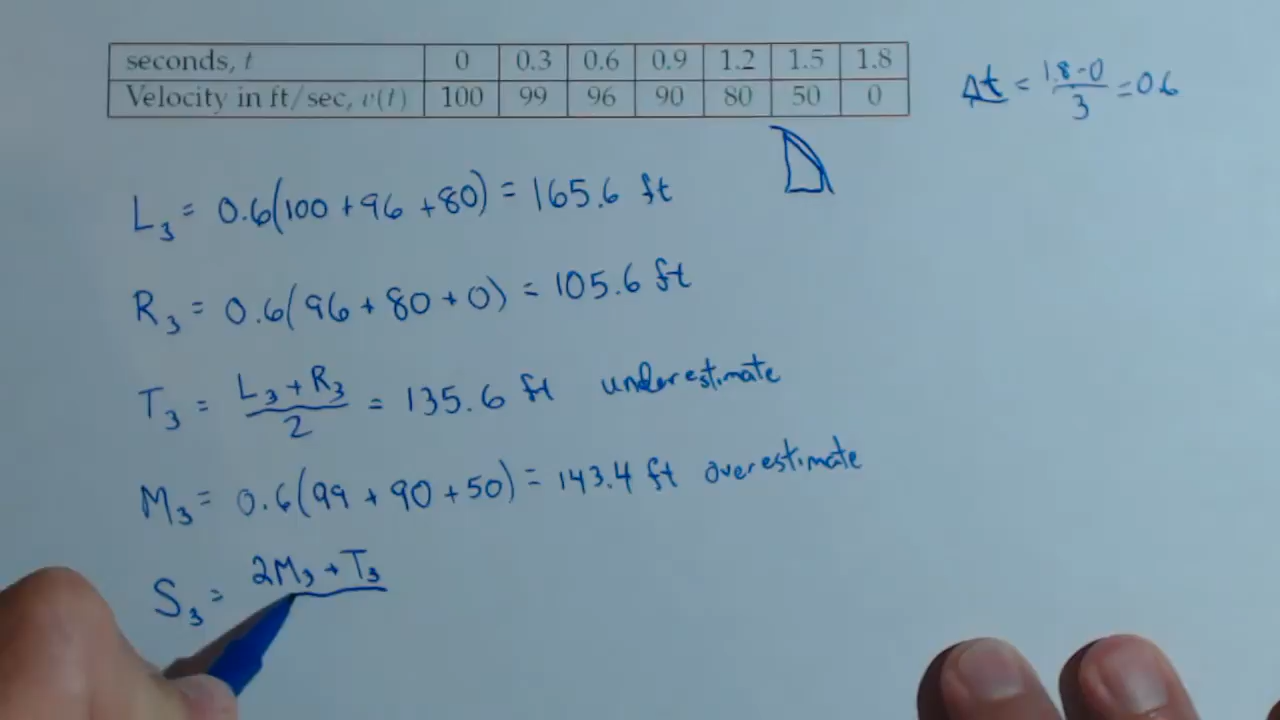 seconds, t 0 0.3 0.6 0.9 1.2 1.5 1.8
Velocity in ft/sec, v(t) 100 99 96 90 80 50 0
Δt = (1.8-0)/3 = 0.6
L₃ = 0.6(100 + 96 + 80) = 165.6 ft
R₃ = 0.6(96 + 80 + 0) = 105.6 ft
T₃ = (L₃ + R₃)/2 = 135.6 ft underestimate
M₃ = 0.6(99 + 90 + 50) = 143.4 ft overestimate
S₃ = 2M₃ + T₃